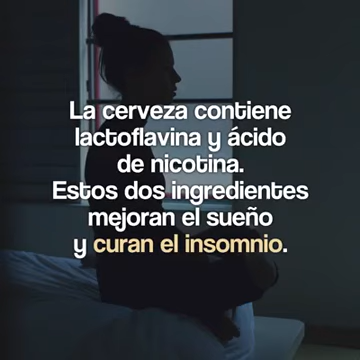 La cerveza contiene
lactoflavina y ácido
de nicotina.
Estos dos ingredientes
mejoran el sueño
y curan el insomnio.